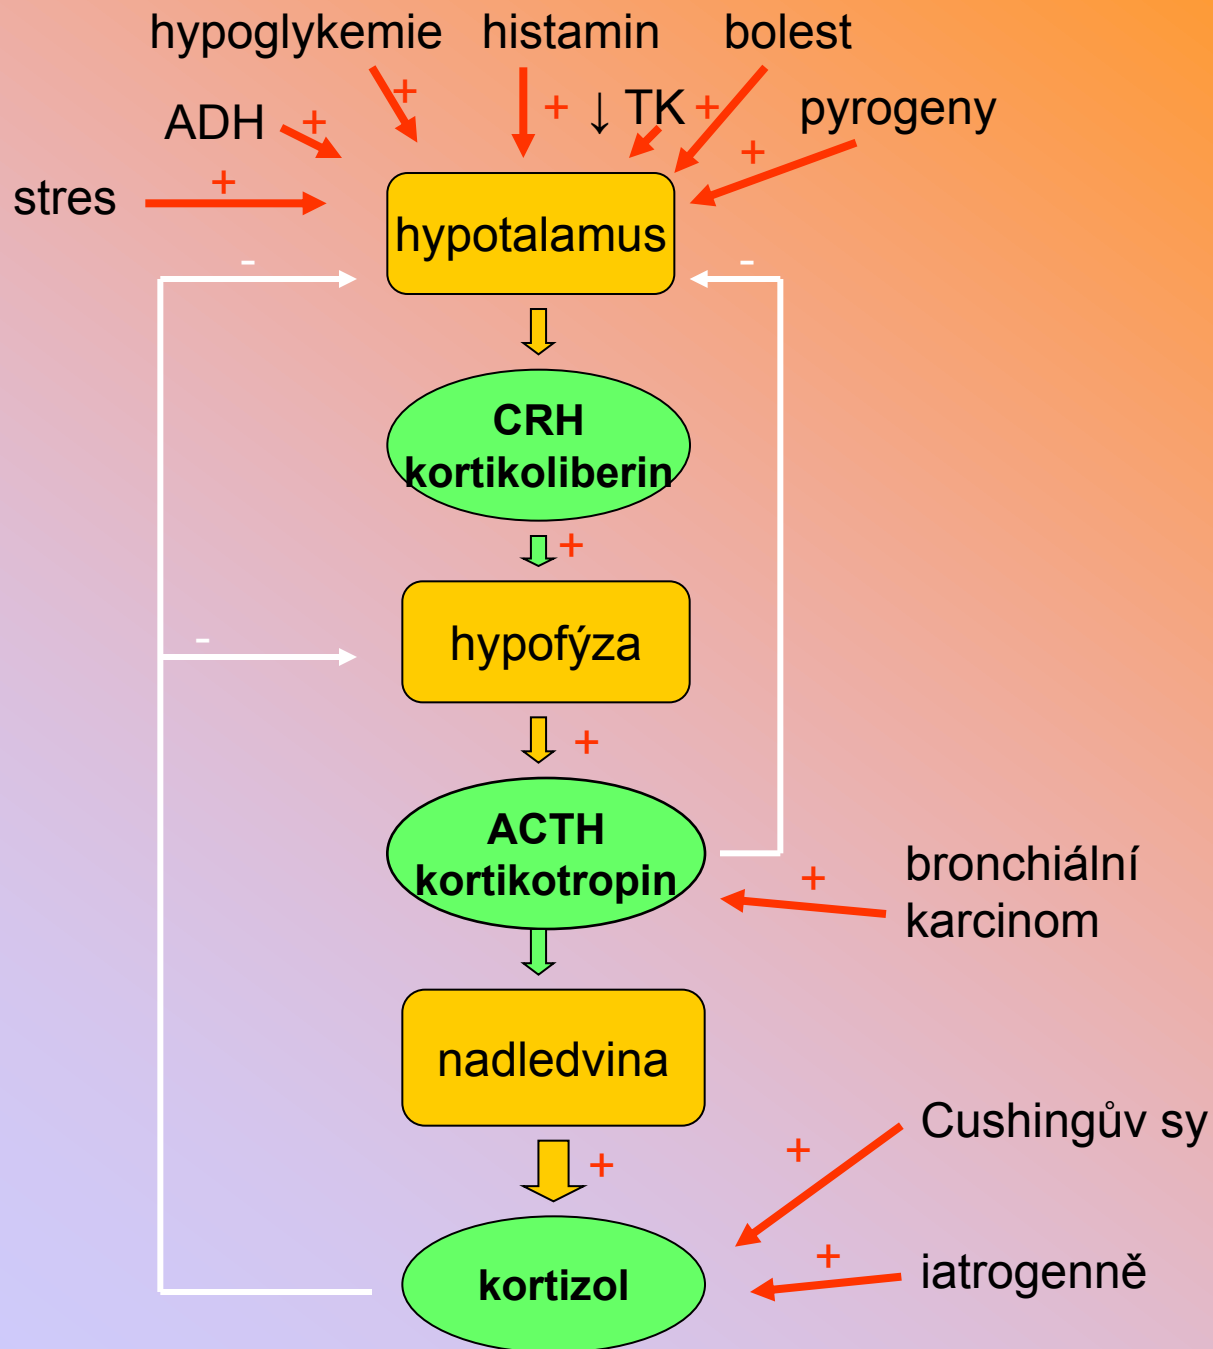 hypoglykemie histamin bolest
+ + ↓ TK + pyrogeny
ADH + +
stres +
hypotalamus
- -
CRH
kortikoliberin
+
hypofýza
-
+
ACTH
kortikotropin
+ bronchiální
karcinom
nadledvina
Cushingův sy
+ +
kortizol
+ iatrogenně